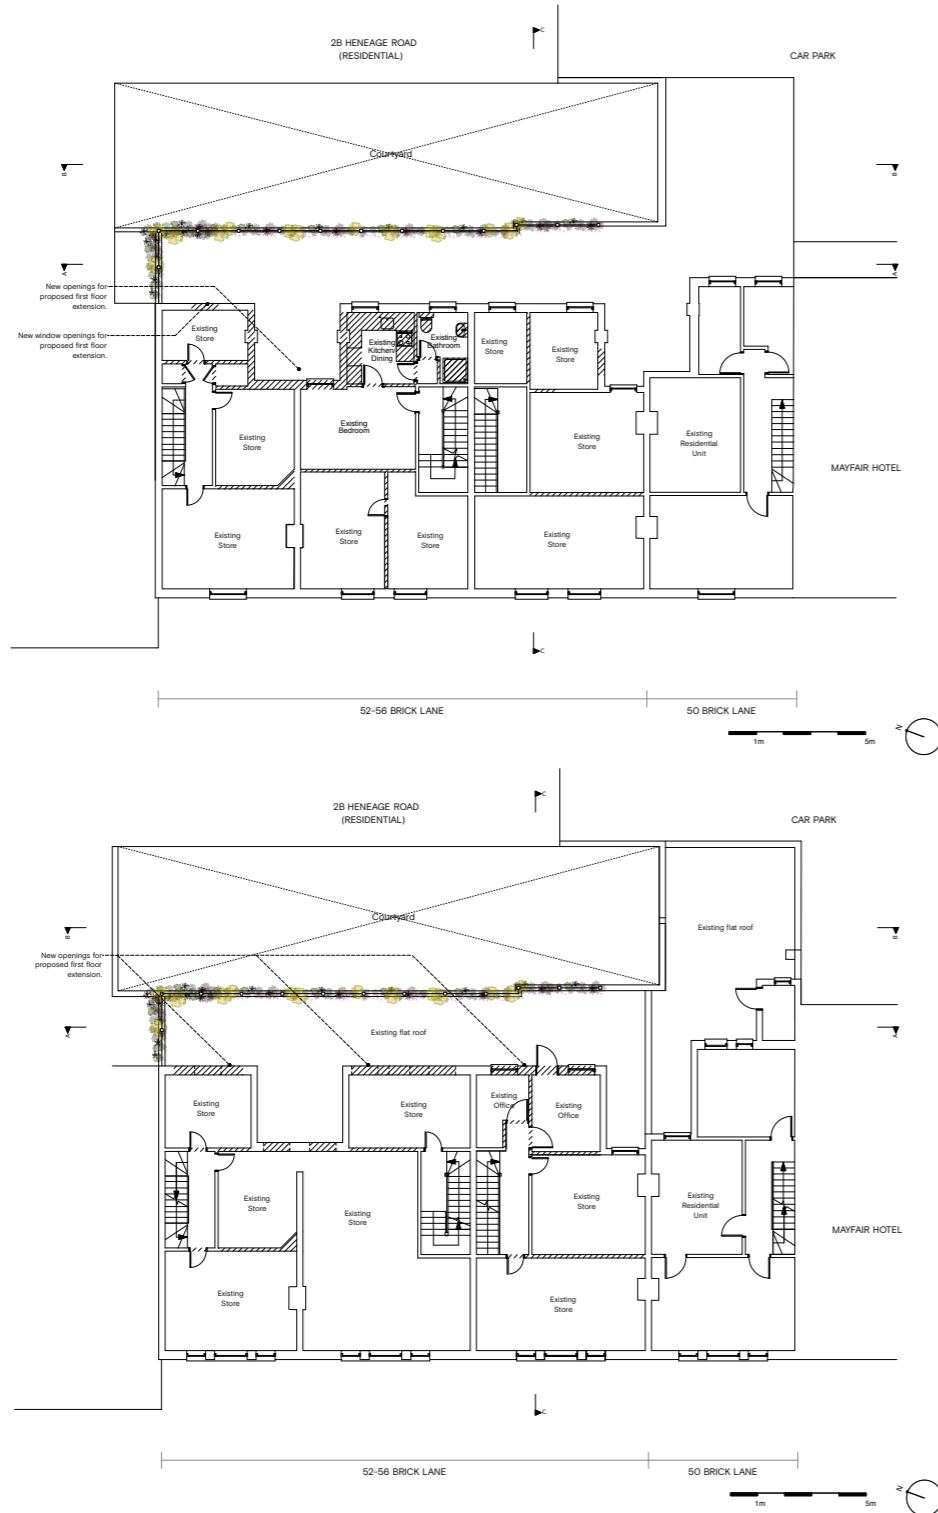 C
2B HENEAGE ROAD
(RESIDENTIAL)
CAR PARK
Courtyard
B
B
A
A
New openings for
proposed first floor
extension.
New window openings for
proposed first floor
extension.
Existing
Store
Existing
Kitchen/
Dining
Existing
Bathroom
Existing
Store
Existing
Store
Existing
Store
Existing
Bedroom
Existing
Store
Existing
Residential
Unit
MAYFAIR HOTEL
Existing
Store
Existing
Store
Existing
Store
Existing
Store
C
52-56 BRICK LANE
50 BRICK LANE
N
1m
5m
C
2B HENEAGE ROAD
(RESIDENTIAL)
CAR PARK
Courtyard
Existing flat roof
B
B
New openings for
proposed first floor
extension.
A
A
Existing flat roof
Existing
Store
Existing
Store
Existing
Office
Existing
Office
Existing
Store
Existing
Store
Existing
Store
Existing
Residential
Unit
MAYFAIR HOTEL
Existing
Store
Existing
Store
C
52-56 BRICK LANE
50 BRICK LANE
N
1m
5m